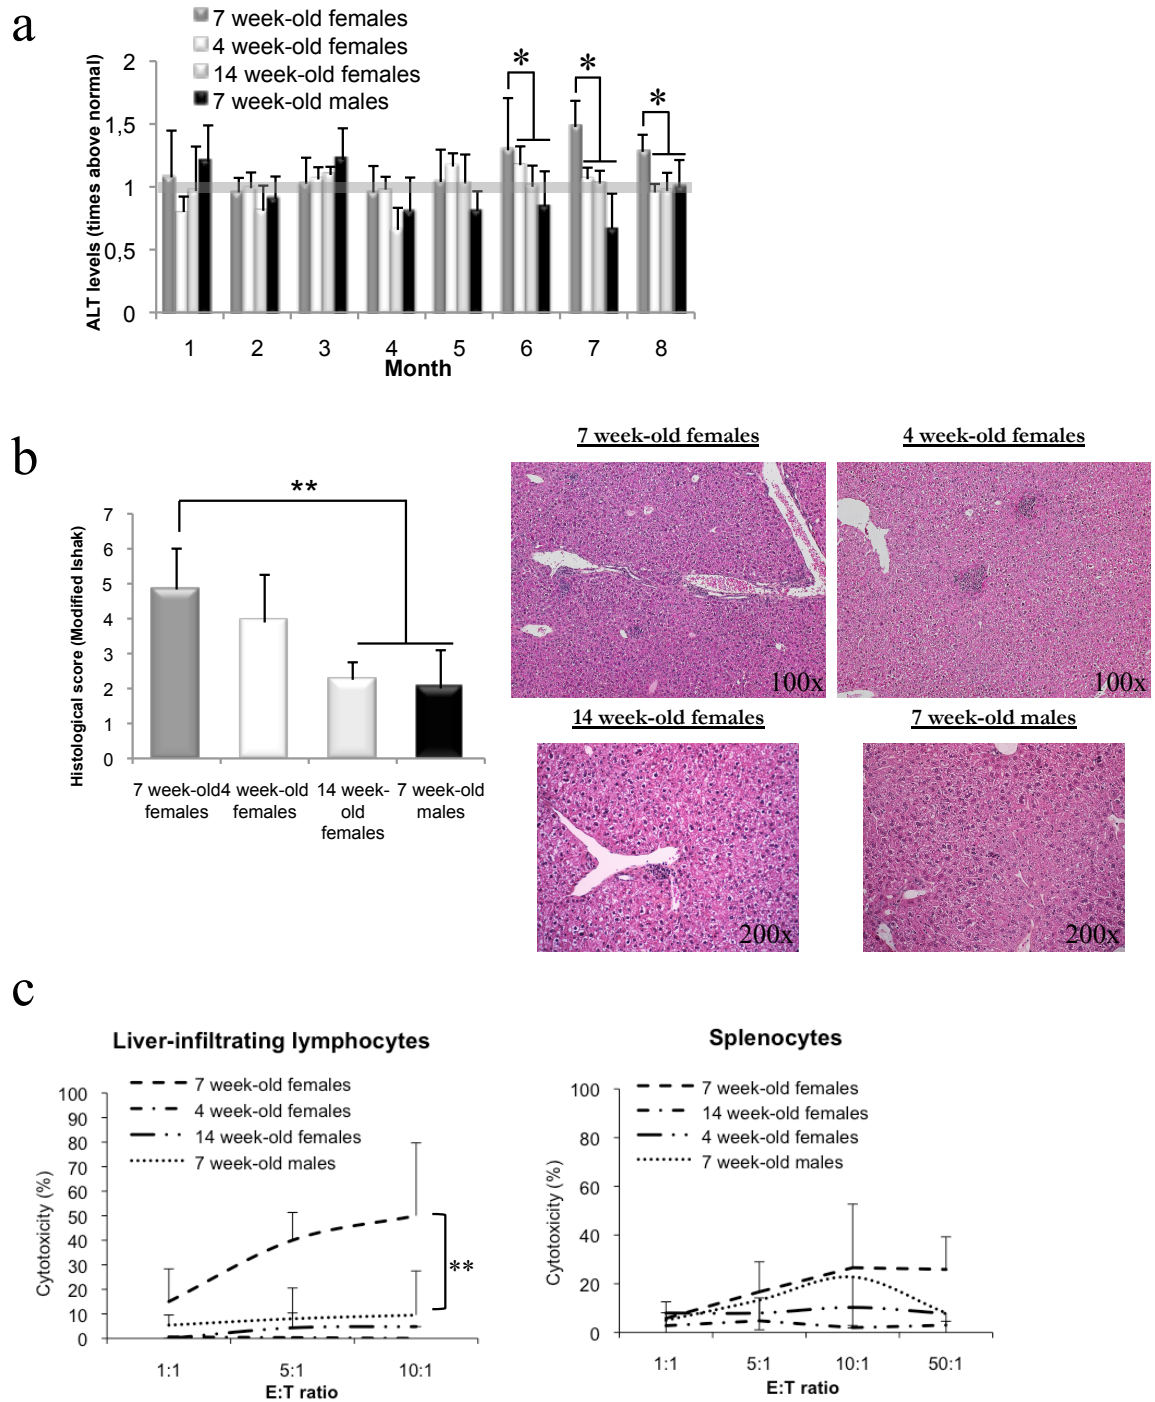 a
7 week-old females
4 week-old females
14 week-old females
7 week-old males
ALT levels (times above normal)
2
1,5
1
0,5
0
* * *
1 2 3 4 5 6 7 8
Month
b
**
Histological score (Modified Ishak)
7
6
5
4
3
2
1
0
7 week-old 4 week-old 14 week- 7 week-old
females females old males
females
7 week-old females
4 week-old females
100x
100x
14 week-old females
7 week-old males
200x
200x
c
Liver-infiltrating lymphocytes
7 week-old females
4 week-old females
14 week-old females
7 week-old males
Cytotoxicity (%)
100
90
80
70
60
50
40
30
20
10
0
**
1:1 5:1 10:1
E:T ratio
Splenocytes
7 week-old females
14 week-old females
4 week-old females
7 week-old males
Cytotoxicity (%)
100
80
60
40
20
0
1:1 5:1 10:1 50:1
E:T ratio